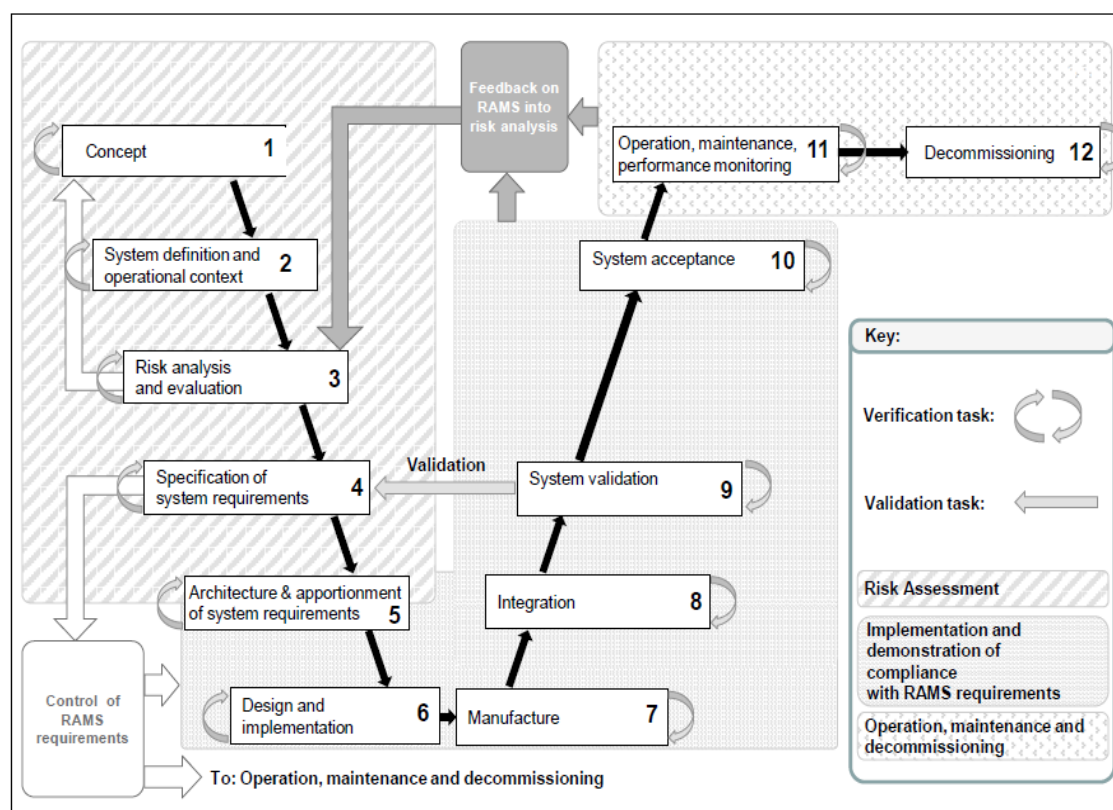 Feedback on
RAMS into
risk analysis
Concept 1
Operation, maintenance,
performance monitoring 11
Decommissioning 12
System definition and
operational context 2
System acceptance 10
Risk analysis
and evaluation 3
Key:
Verification task:
Validation
Specification of
system requirements 4
System validation 9
Validation task:
Architecture & apportionment
of system requirements 5
Integration 8
Risk Assessment
Implementation and
demonstration of
compliance
with RAMS requirements
Control of
RAMS
requirements
Design and
implementation 6
Manufacture 7
Operation, maintenance and
decommissioning
To: Operation, maintenance and decommissioning